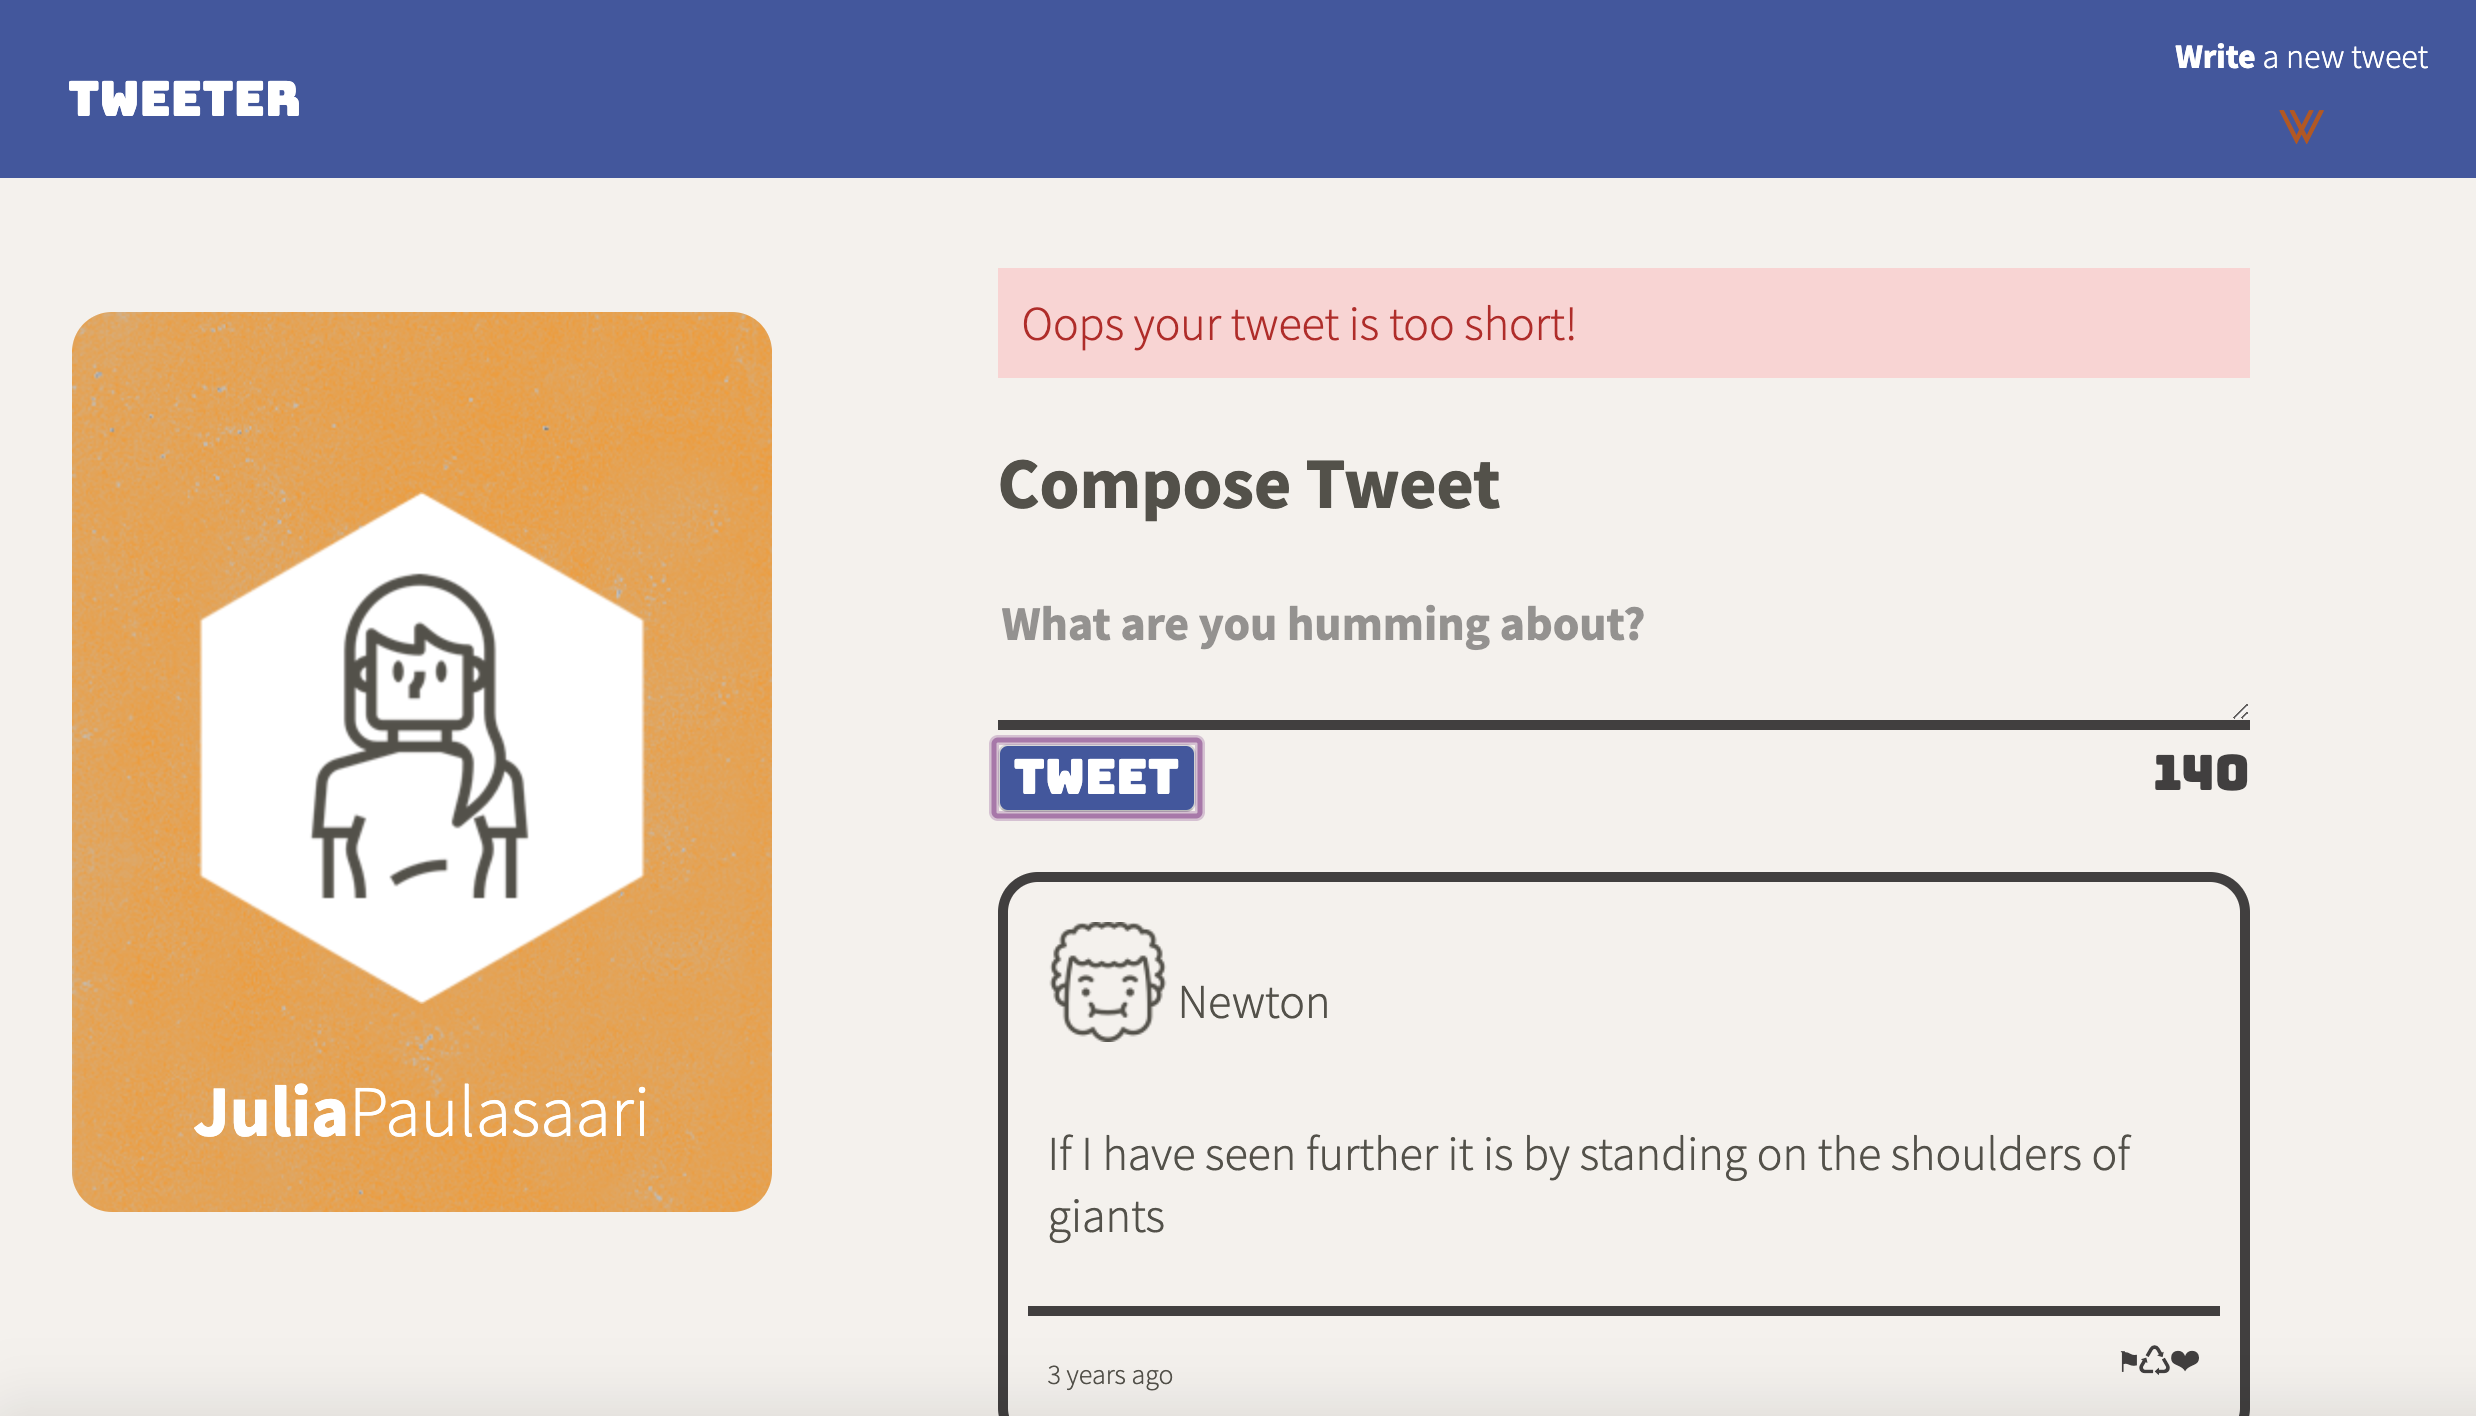 TWEETER
Write a new tweet
Oops your tweet is too short!
Compose Tweet
What are you humming about?
TWEET
140
JuliaPaulasaari
Newton
If I have seen further it is by standing on the shoulders of
giants
3 years ago